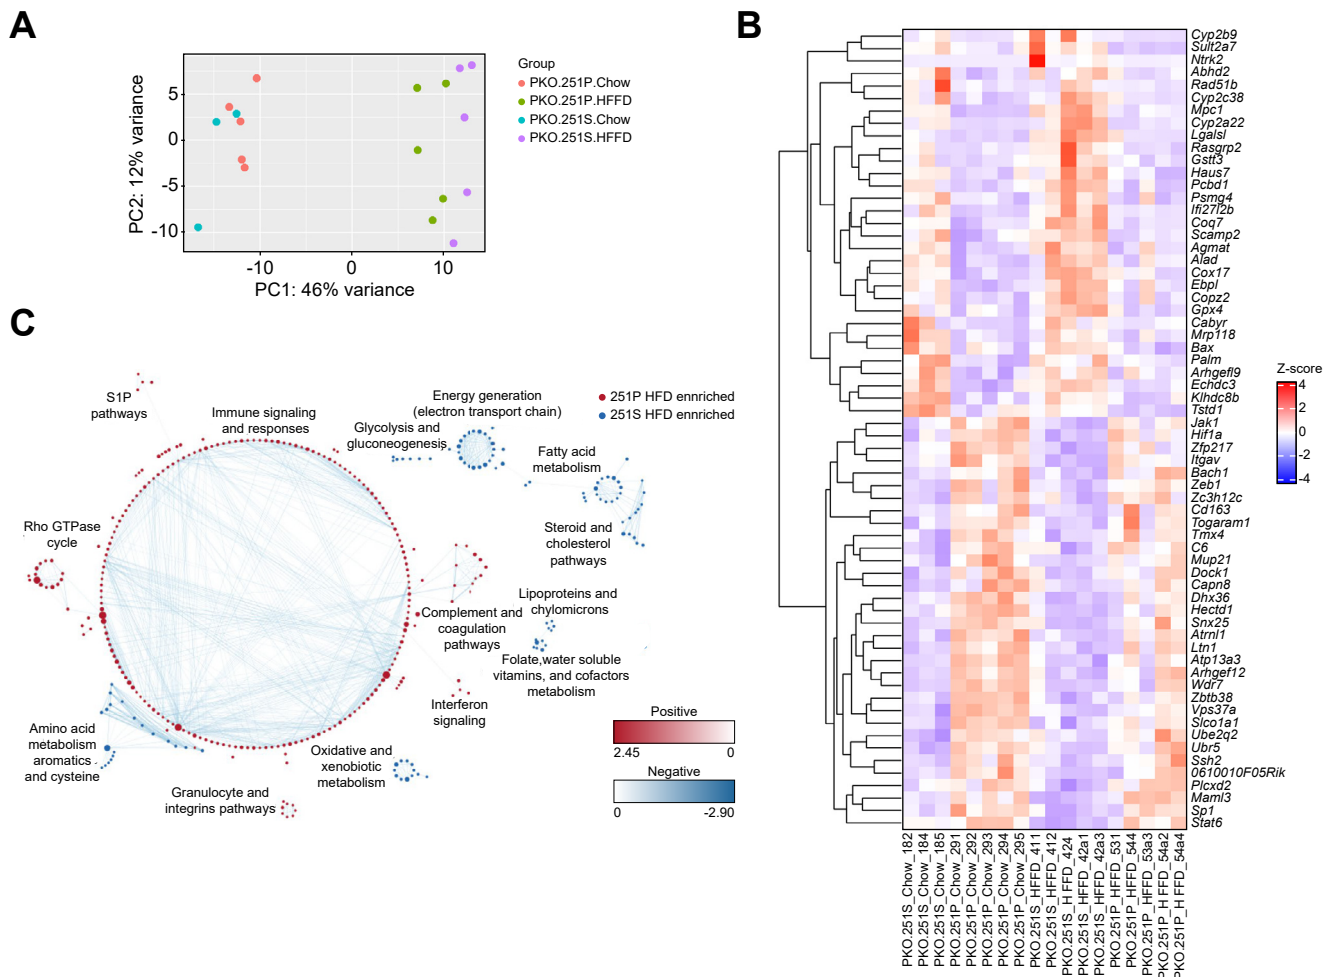 A
5
0
-5
-10
PC2: 12% variance
-10
0
10
PC1: 46% variance
Group
PKO.251P.Chow
PKO.251P.HFFD
PKO.251S.Chow
PKO.251S.HFFD
B
Cyp2b9
Sult2a7
Ntrk2
Abhd2
Rad51b
Cyp2c38
Mpc1
Cyp2a22
Lgalsl
Rasgrp2
Gstt3
Haus7
Pcbd1
Psmg4
Ifi27l2b
Coq7
Scamp2
Agmat
Alad
Cox17
Ebpl
Copz2
Gpx4
Cabyr
Mrp118
Bax
Palm
Arhgefl9
Echdc3
Klhdc8b
Tstd1
Jak1
Hif1a
Zfp217
Itgav
Bach1
Zeb1
Zc3h12c
Cd163
Togaram1
Tmx4
C6
Mup21
Dock1
Capn8
Dhx36
Hectd1
Snx25
Atrnl1
Ltn1
Atp13a3
Arhgef12
Wdr7
Zbtb38
Vps37a
Slco1a1
Ube2q2
Ubr5
Ssh2
0610010F05Rik
Plcxd2
Maml3
Sp1
Stat6
PKO.251S_Chow_182
PKO.251S_Chow_184
PKO.251S_Chow_185
PKO.251P_Chow_291
PKO.251P_Chow_292
PKO.251P_Chow_293
PKO.251P_Chow_294
PKO.251P_Chow_295
PKO.251S_HFFD_411
PKO.251S_HFFD_412
PKO.251S_H FFD_424
PKO.251S_HFFD_42a1
PKO.251S_HFFD_42a3
PKO.251P_HFFD_531
PKO.251P_HFFD_544
PKO.251P_HFFD_53a3
PKO.251P_H FFD_54a2
PKO.251P_H FFD_54a4
Z-score
4
2
0
-2
-4
C
S1P
pathways
Immune signaling
and responses
Energy generation
(electron transport chain)
251P HFD ennriched
251S HFD ennriched
Glycolysis and
gluconeogenesis
Fatty acid
metabolism
Rho GTPase
cycle
Steroid and
cholesterol
pathways
Lipoproteins and
chylomicrons
Complement and
coagulation
pathways
Folate,water soluble
vitamins, and cofactors
metabolism
Interferon
signaling
Amino acid
metabolism
aromatics
and cysteine
Oxidative and
xenobiotic
metabolism
Granulocyte and
integrins pathways
Positive
2.45
0
Negative
0
-2.90